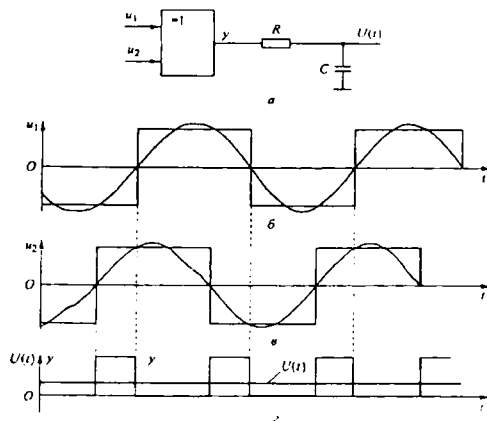 u₁
=1
u₂
y
R
U(t)
C
а
u₁
O
t
б
u₂
O
t
в
U(t)
y
y
U(t)
O
t
г